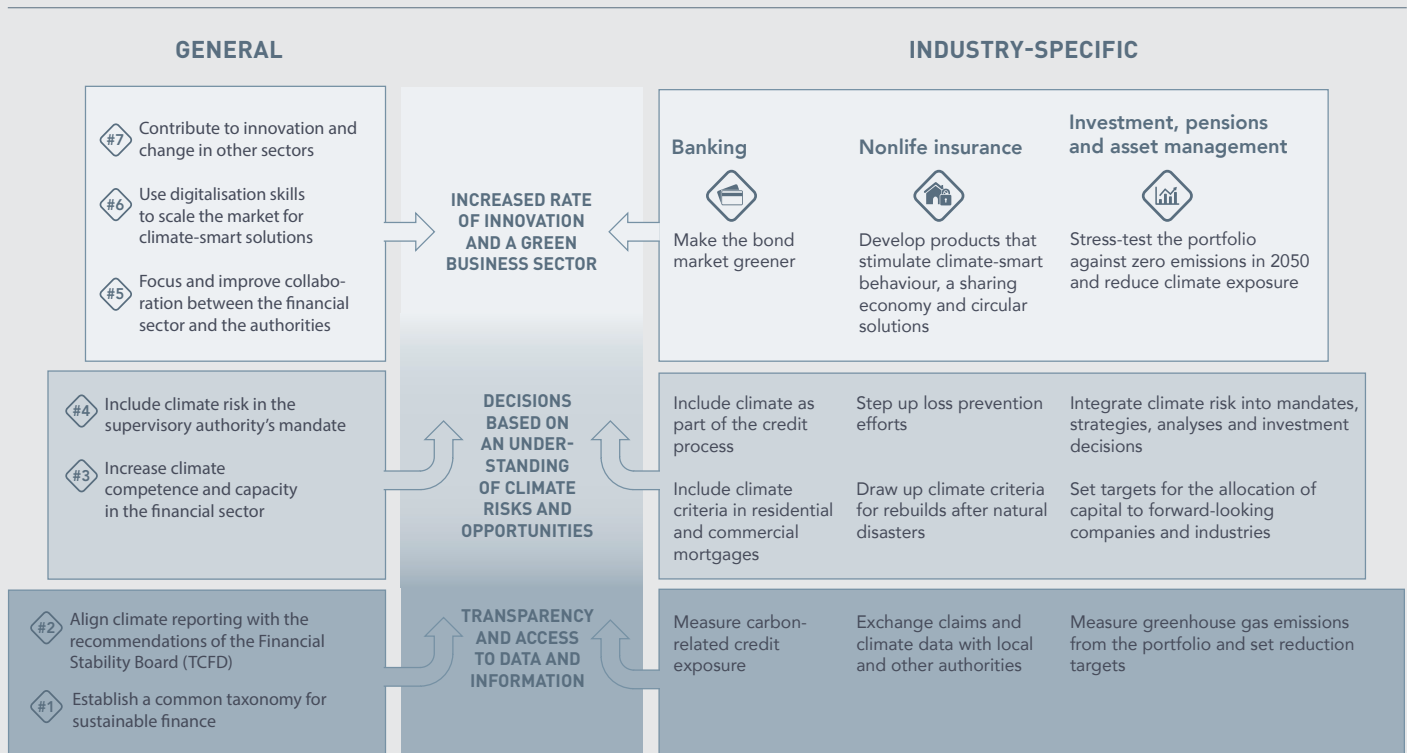 GENERAL
INDUSTRY-SPECIFIC
#7
Contribute to innovation and
change in other sectors
#6
Use digitalisation skills
to scale the market for
climate-smart solutions
#5
Focus and improve collabo-
ration between the financial
sector and the authorities
INCREASED RATE
OF INNOVATION
AND A GREEN
BUSINESS SECTOR
Banking
Make the bond
market greener
Nonlife insurance
Develop products that
stimulate climate-smart
behaviour, a sharing
economy and circular
solutions
Investment, pensions
and asset management
Stress-test the portfolio
against zero emissions in 2050
and reduce climate exposure
#4
Include climate risk in the
supervisory authority's mandate
#3
Increase climate
competence and capacity
in the financial sector
DECISIONS
BASED ON
AN UNDER-
STANDING
OF CLIMATE
RISKS AND
OPPORTUNITIES
Include climate as
part of the credit
process
Step up loss prevention
efforts
Integrate climate risk into mandates,
strategies, analyses and investment
decisions
Include climate
criteria in residential
and commercial
mortgages
Draw up climate criteria
for rebuilds after natural
disasters
Set targets for the allocation of
capital to forward-looking
companies and industries
#2
Align climate reporting with the
recommendations of the Financial
Stability Board (TCFD)
#1
Establish a common taxonomy for
sustainable finance
TRANSPARENCY
AND ACCESS
TO DATA AND
INFORMATION
Measure carbon-
related credit
exposure
Exchange claims and
climate data with local
and other authorities
Measure greenhouse gas emissions
from the portfolio and set reduction
targets